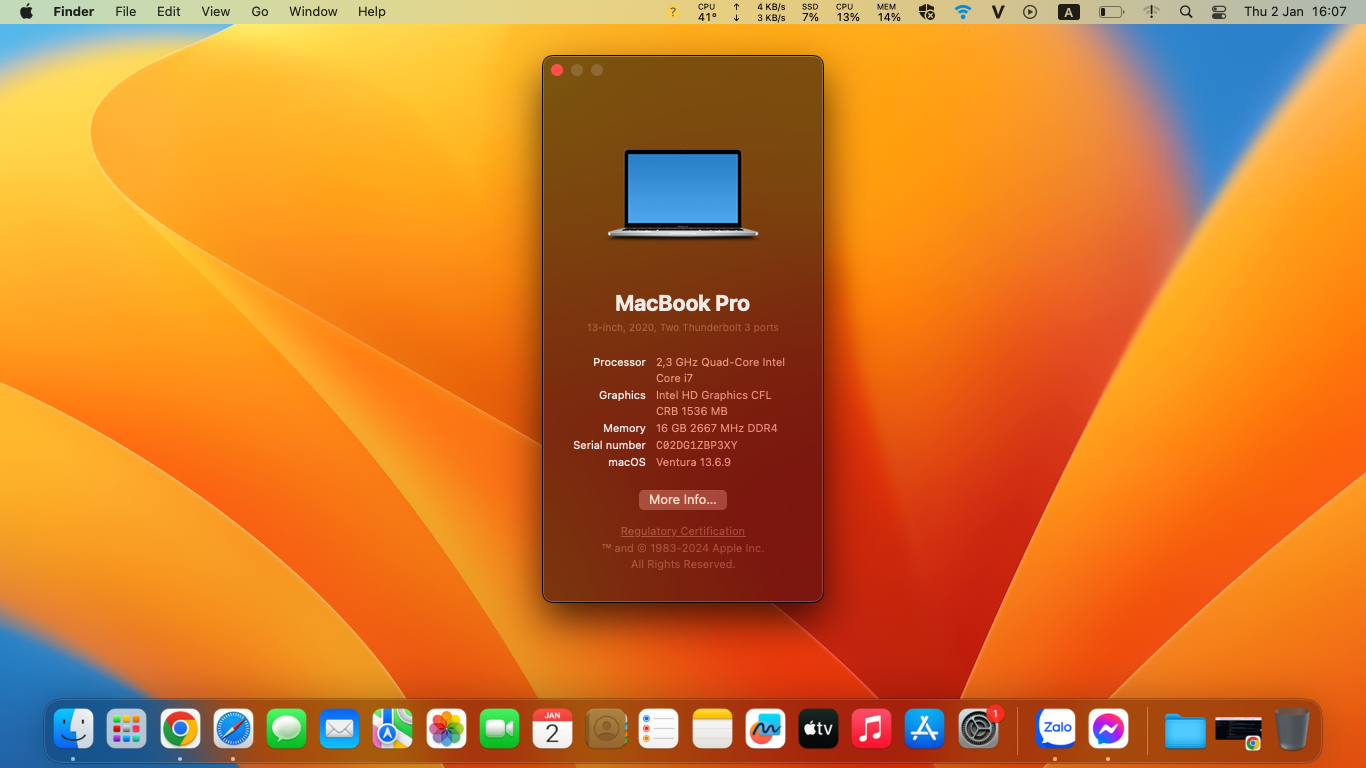 Finder File Edit View Go Window Help ? CPU 41° ↑ 4 KB/s ↓ 3 KB/s SSD 7% CPU 13% MEM 14% V A Thu 2 Jan 16:07
MacBook Pro
13-inch, 2020, Two Thunderbolt 3 ports
Processor 2,3 GHz Quad-Core Intel
Core i7
Graphics Intel HD Graphics CFL
CRB 1536 MB
Memory 16 GB 2667 MHz DDR4
Serial number C02DG1ZBP3XY
macOS Ventura 13.6.9
More Info...
Regulatory Certification
™ and © 1983-2024 Apple Inc.
All Rights Reserved.
JAN
2
tv
1
Zalo